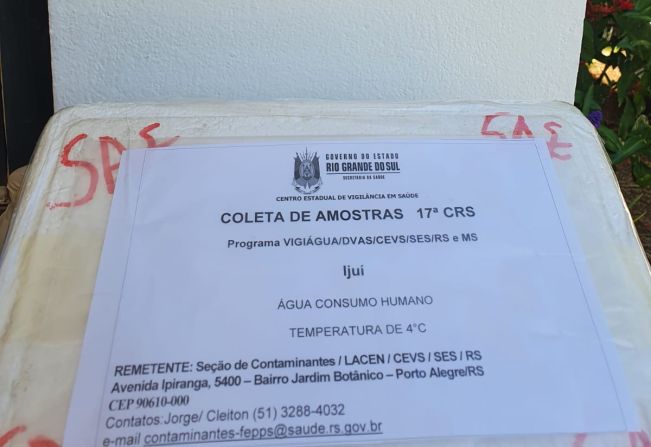 SAE
SAE
GOVERNO DO ESTADO
RIO GRANDE DO SUL
SECRETARIA DA SAÚDE
CENTRO ESTADUAL DE VIGILÂNCIA EM SAÚDE
COLETA DE AMOSTRAS 17ª CRS
Programa VIGIÁGUA/DVAS/CEVS/SES/RS e MS
Ijuí
ÁGUA CONSUMO HUMANO
TEMPERATURA DE 4°C
REMETENTE: Seção de Contaminantes / LACEN / CEVS / SES / RS
Avenida Ipiranga, 5400 – Bairro Jardim Botânico – Porto Alegre/RS
CEP 90610-000
Contatos:Jorge/ Cleiton (51) 3288-4032
e-mail contaminantes-fepps@saude.rs.gov.br